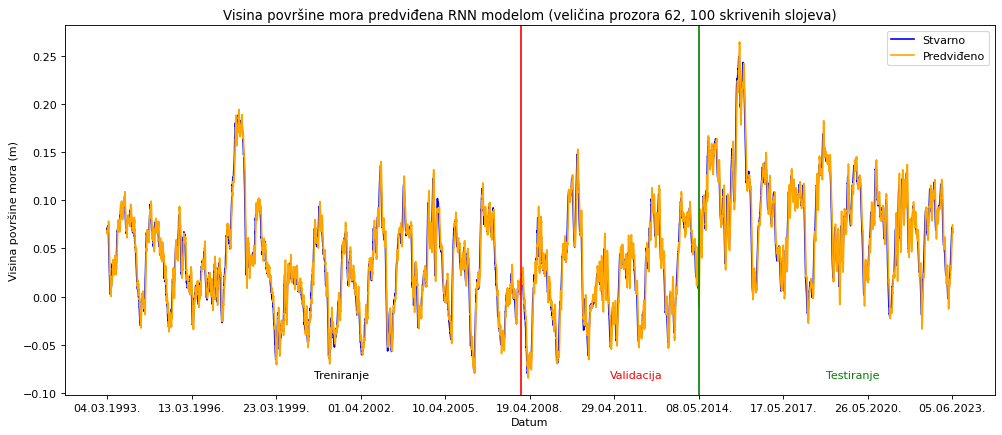 Visina površine mora predviđena RNN modelom (veličina prozora 62, 100 skrivenih slojeva)
Stvarno
Predviđeno
Visina površine mora (m)
0.25
0.20
0.15
0.10
0.05
0.00
−0.05
−0.10
Treniranje
Validacija
Testiranje
04.03.1993.
13.03.1996.
23.03.1999.
01.04.2002.
10.04.2005.
19.04.2008.
29.04.2011.
08.05.2014.
17.05.2017.
26.05.2020.
05.06.2023.
Datum